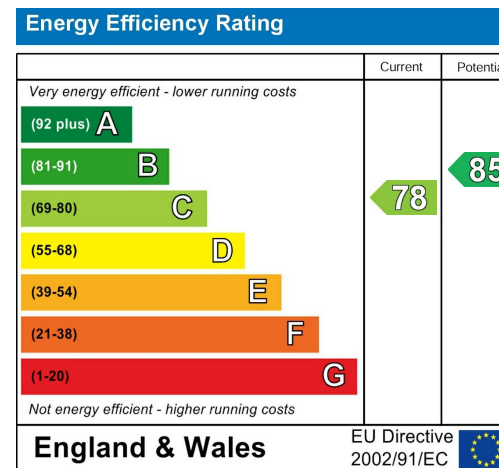 Energy Efficiency Rating
Current Potentia
Very energy efficient - lower running costs
(92 plus) A
(81-91) B
85
(69-80) C
78
(55-68) D
(39-54) E
(21-38) F
(1-20) G
Not energy efficient - higher running costs
England & Wales
EU Directive
2002/91/EC